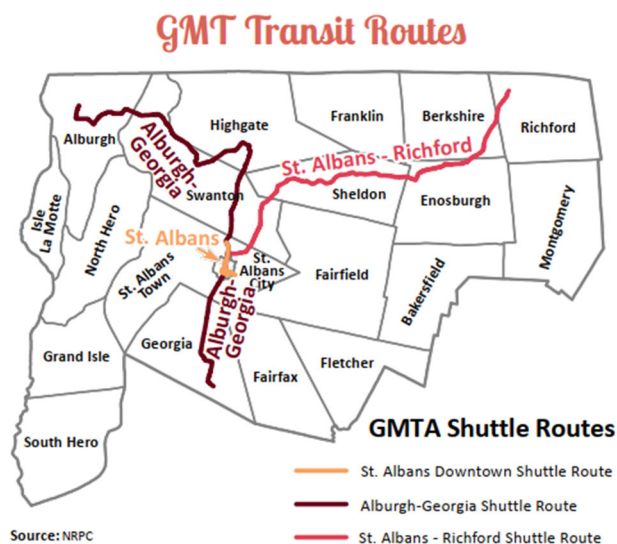 GMT Transit Routes
Alburgh
Highgate
Franklin
Berkshire
Richford
Alburgh-
Georgia
St. Albans - Richford
Isle
La Motte
North Hero
Swanton
Sheldon
Enosburgh
Montgomery
St. Albans
St. Albans
Town
St.
Albans
City
Fairfield
Bakersfield
Alburgh-
Georgia
Grand Isle
Georgia
Fairfax
Fletcher
South Hero
GMTA Shuttle Routes
St. Albans Downtown Shuttle Route
Alburgh-Georgia Shuttle Route
St. Albans - Richford Shuttle Route
Source: NRPC